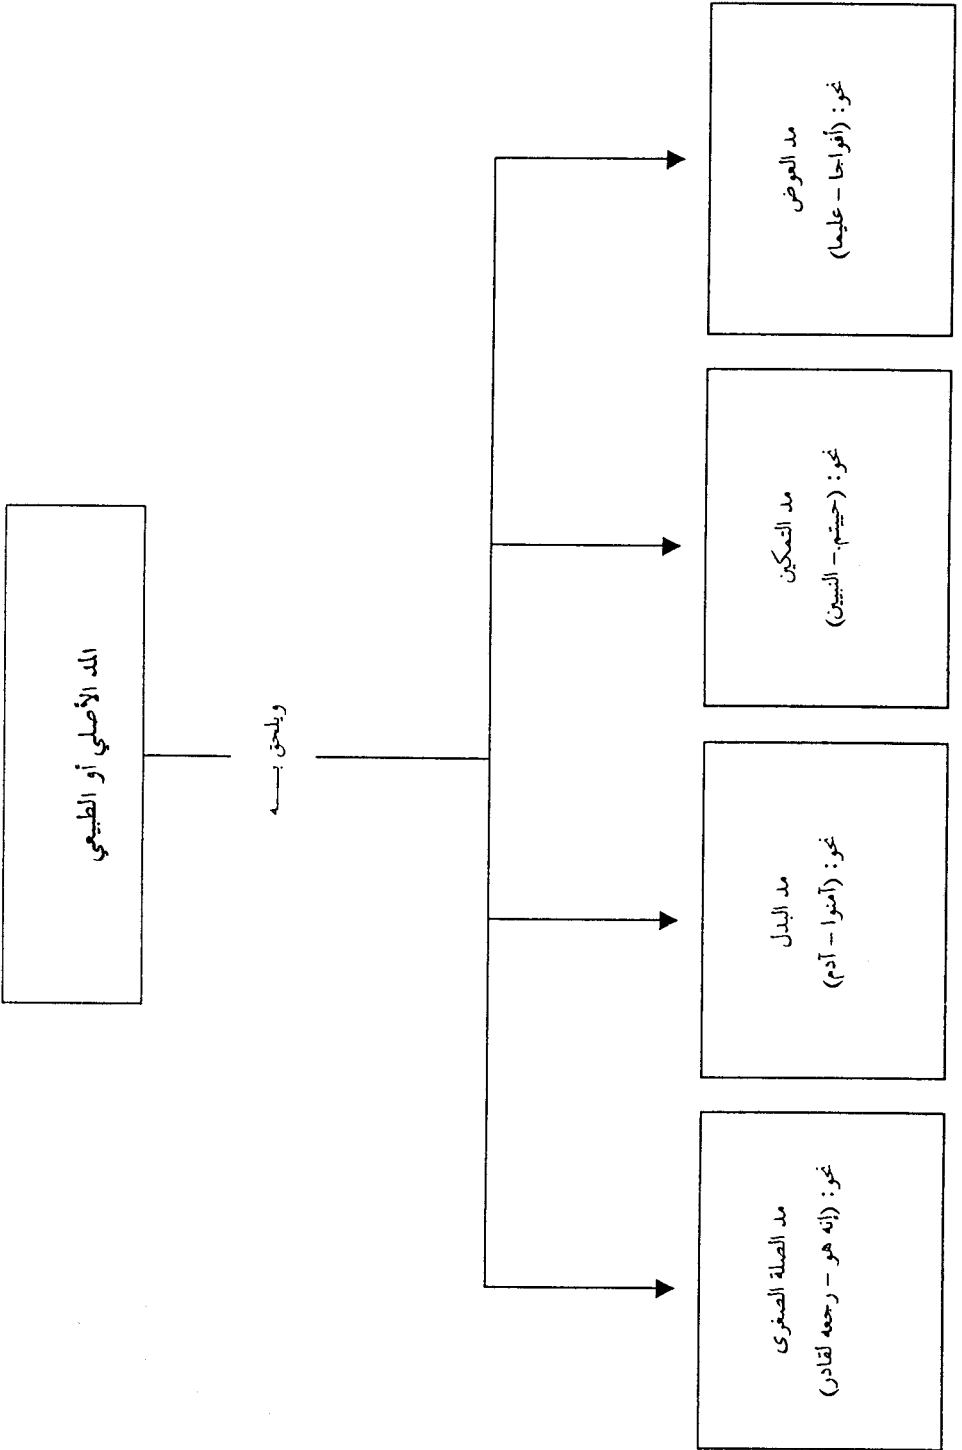 المد الأصلي أو الطبيعي
ويلحق بـــه
مد العوض
نحو: (أفواجا – عليما)
مد التمكين
نحو: (حييتم – النبيين)
مد البدل
نحو: (آمنوا – آدم)
مد الصلة الصغرى
نحو: (إنه هو – رجعه لقادر)